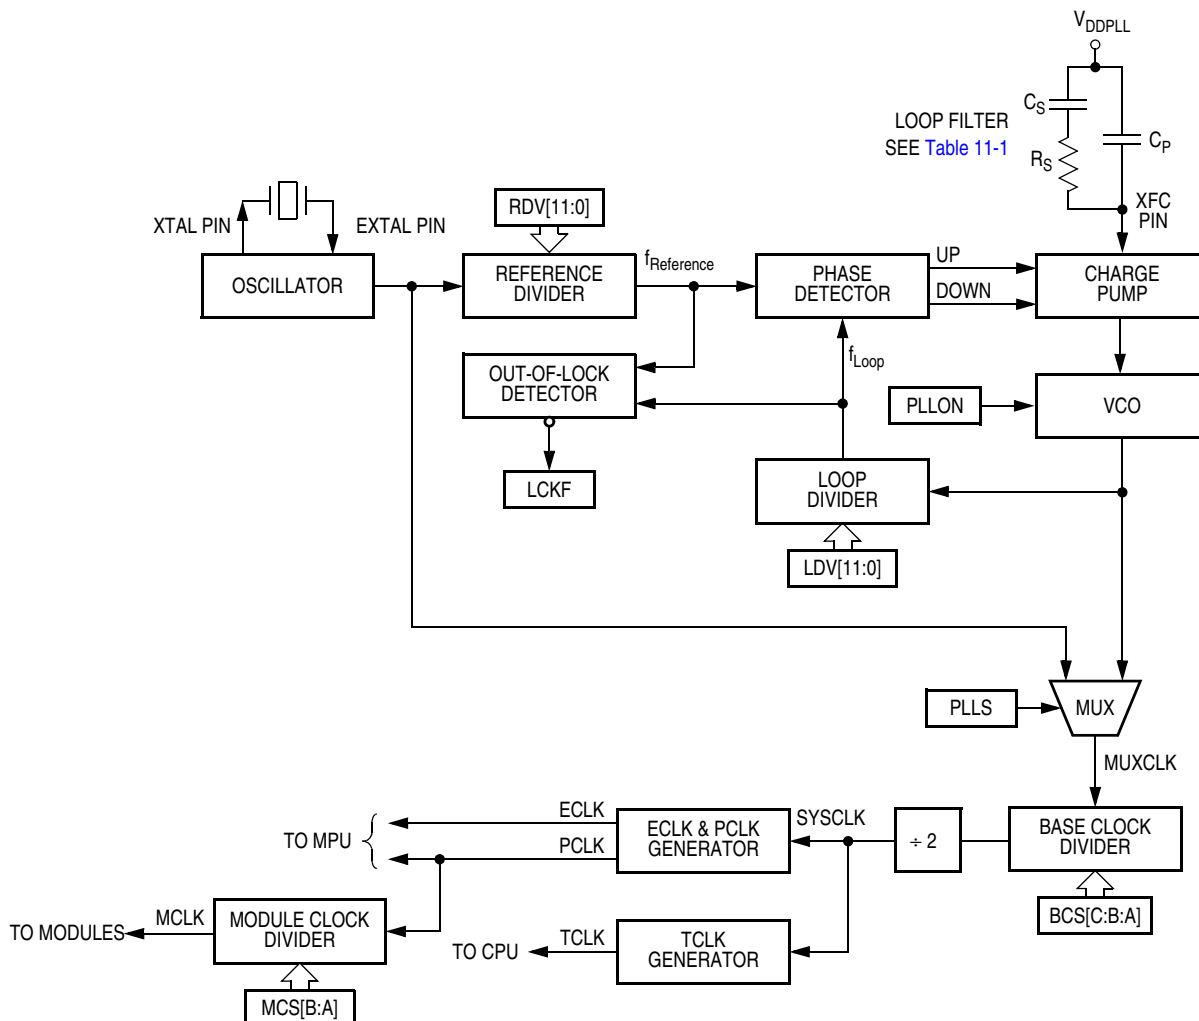 VDDPLL
CS
LOOP FILTER
SEE Table 11-1
CP
RS
XFC
PIN
RDV[11:0]
XTAL PIN
EXTAL PIN
OSCILLATOR
REFERENCE
DIVIDER
fReference
PHASE
DETECTOR
UP
DOWN
CHARGE
PUMP
OUT-OF-LOCK
DETECTOR
fLoop
PLLON
VCO
LCKF
LOOP
DIVIDER
LDV[11:0]
PLLS
MUX
MUXCLK
TO MPU
ECLK
PCLK
ECLK & PCLK
GENERATOR
SYSCLK
÷ 2
BASE CLOCK
DIVIDER
BCS[C:B:A]
TO MODULES
MCLK
MODULE CLOCK
DIVIDER
TO CPU
TCLK
TCLK
GENERATOR
MCS[B:A]